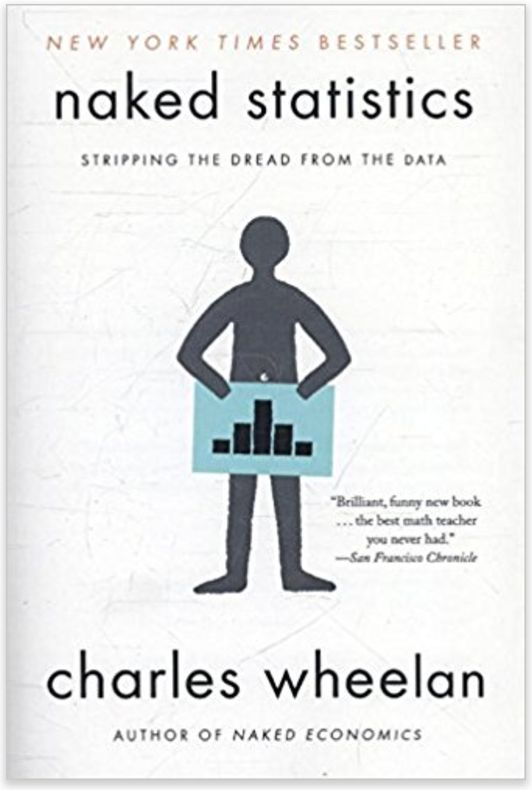 NEW YORK TIMES BESTSELLER
naked statistics
STRIPPING THE DREAD FROM THE DATA
“Brilliant, funny new book
... the best math teacher
you never had.”
—San Francisco Chronicle
charles wheelan
AUTHOR OF NAKED ECONOMICS